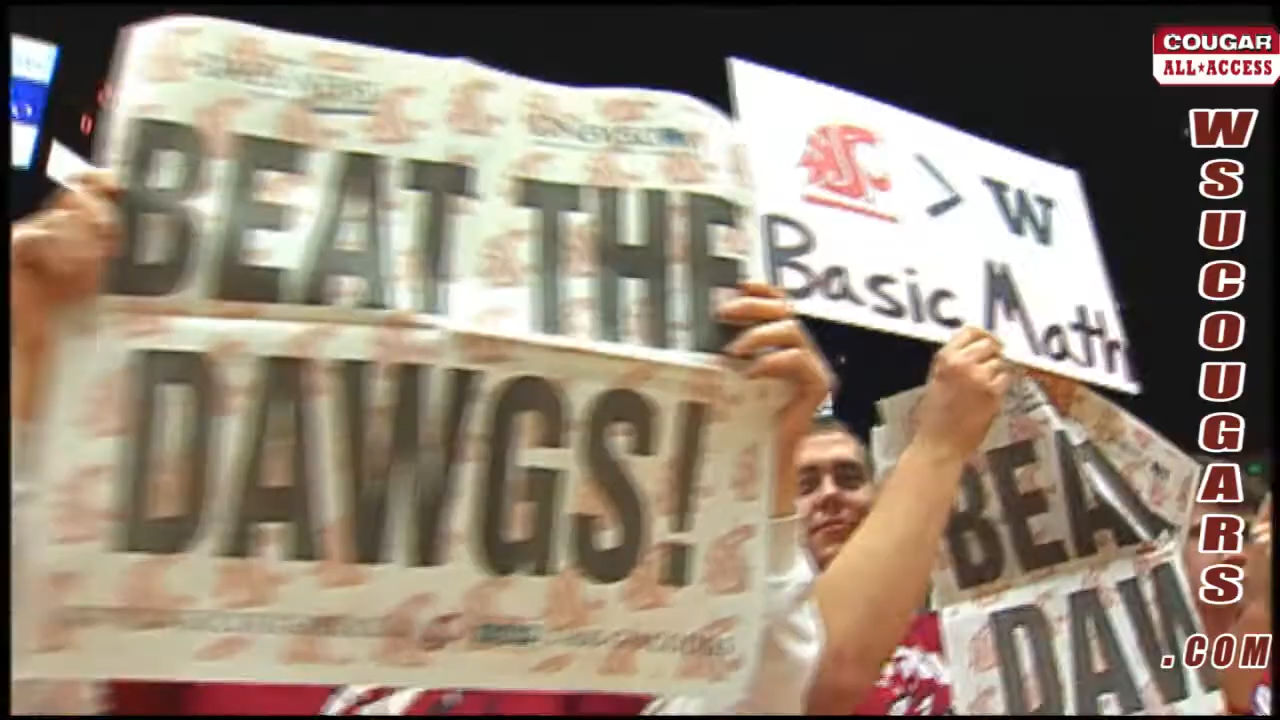 BEAT THE
DAWGS!
> W
Basic Math
BEA
DAW
COUGAR
ALL★ACCESS
WSUCOUGARS
.COM